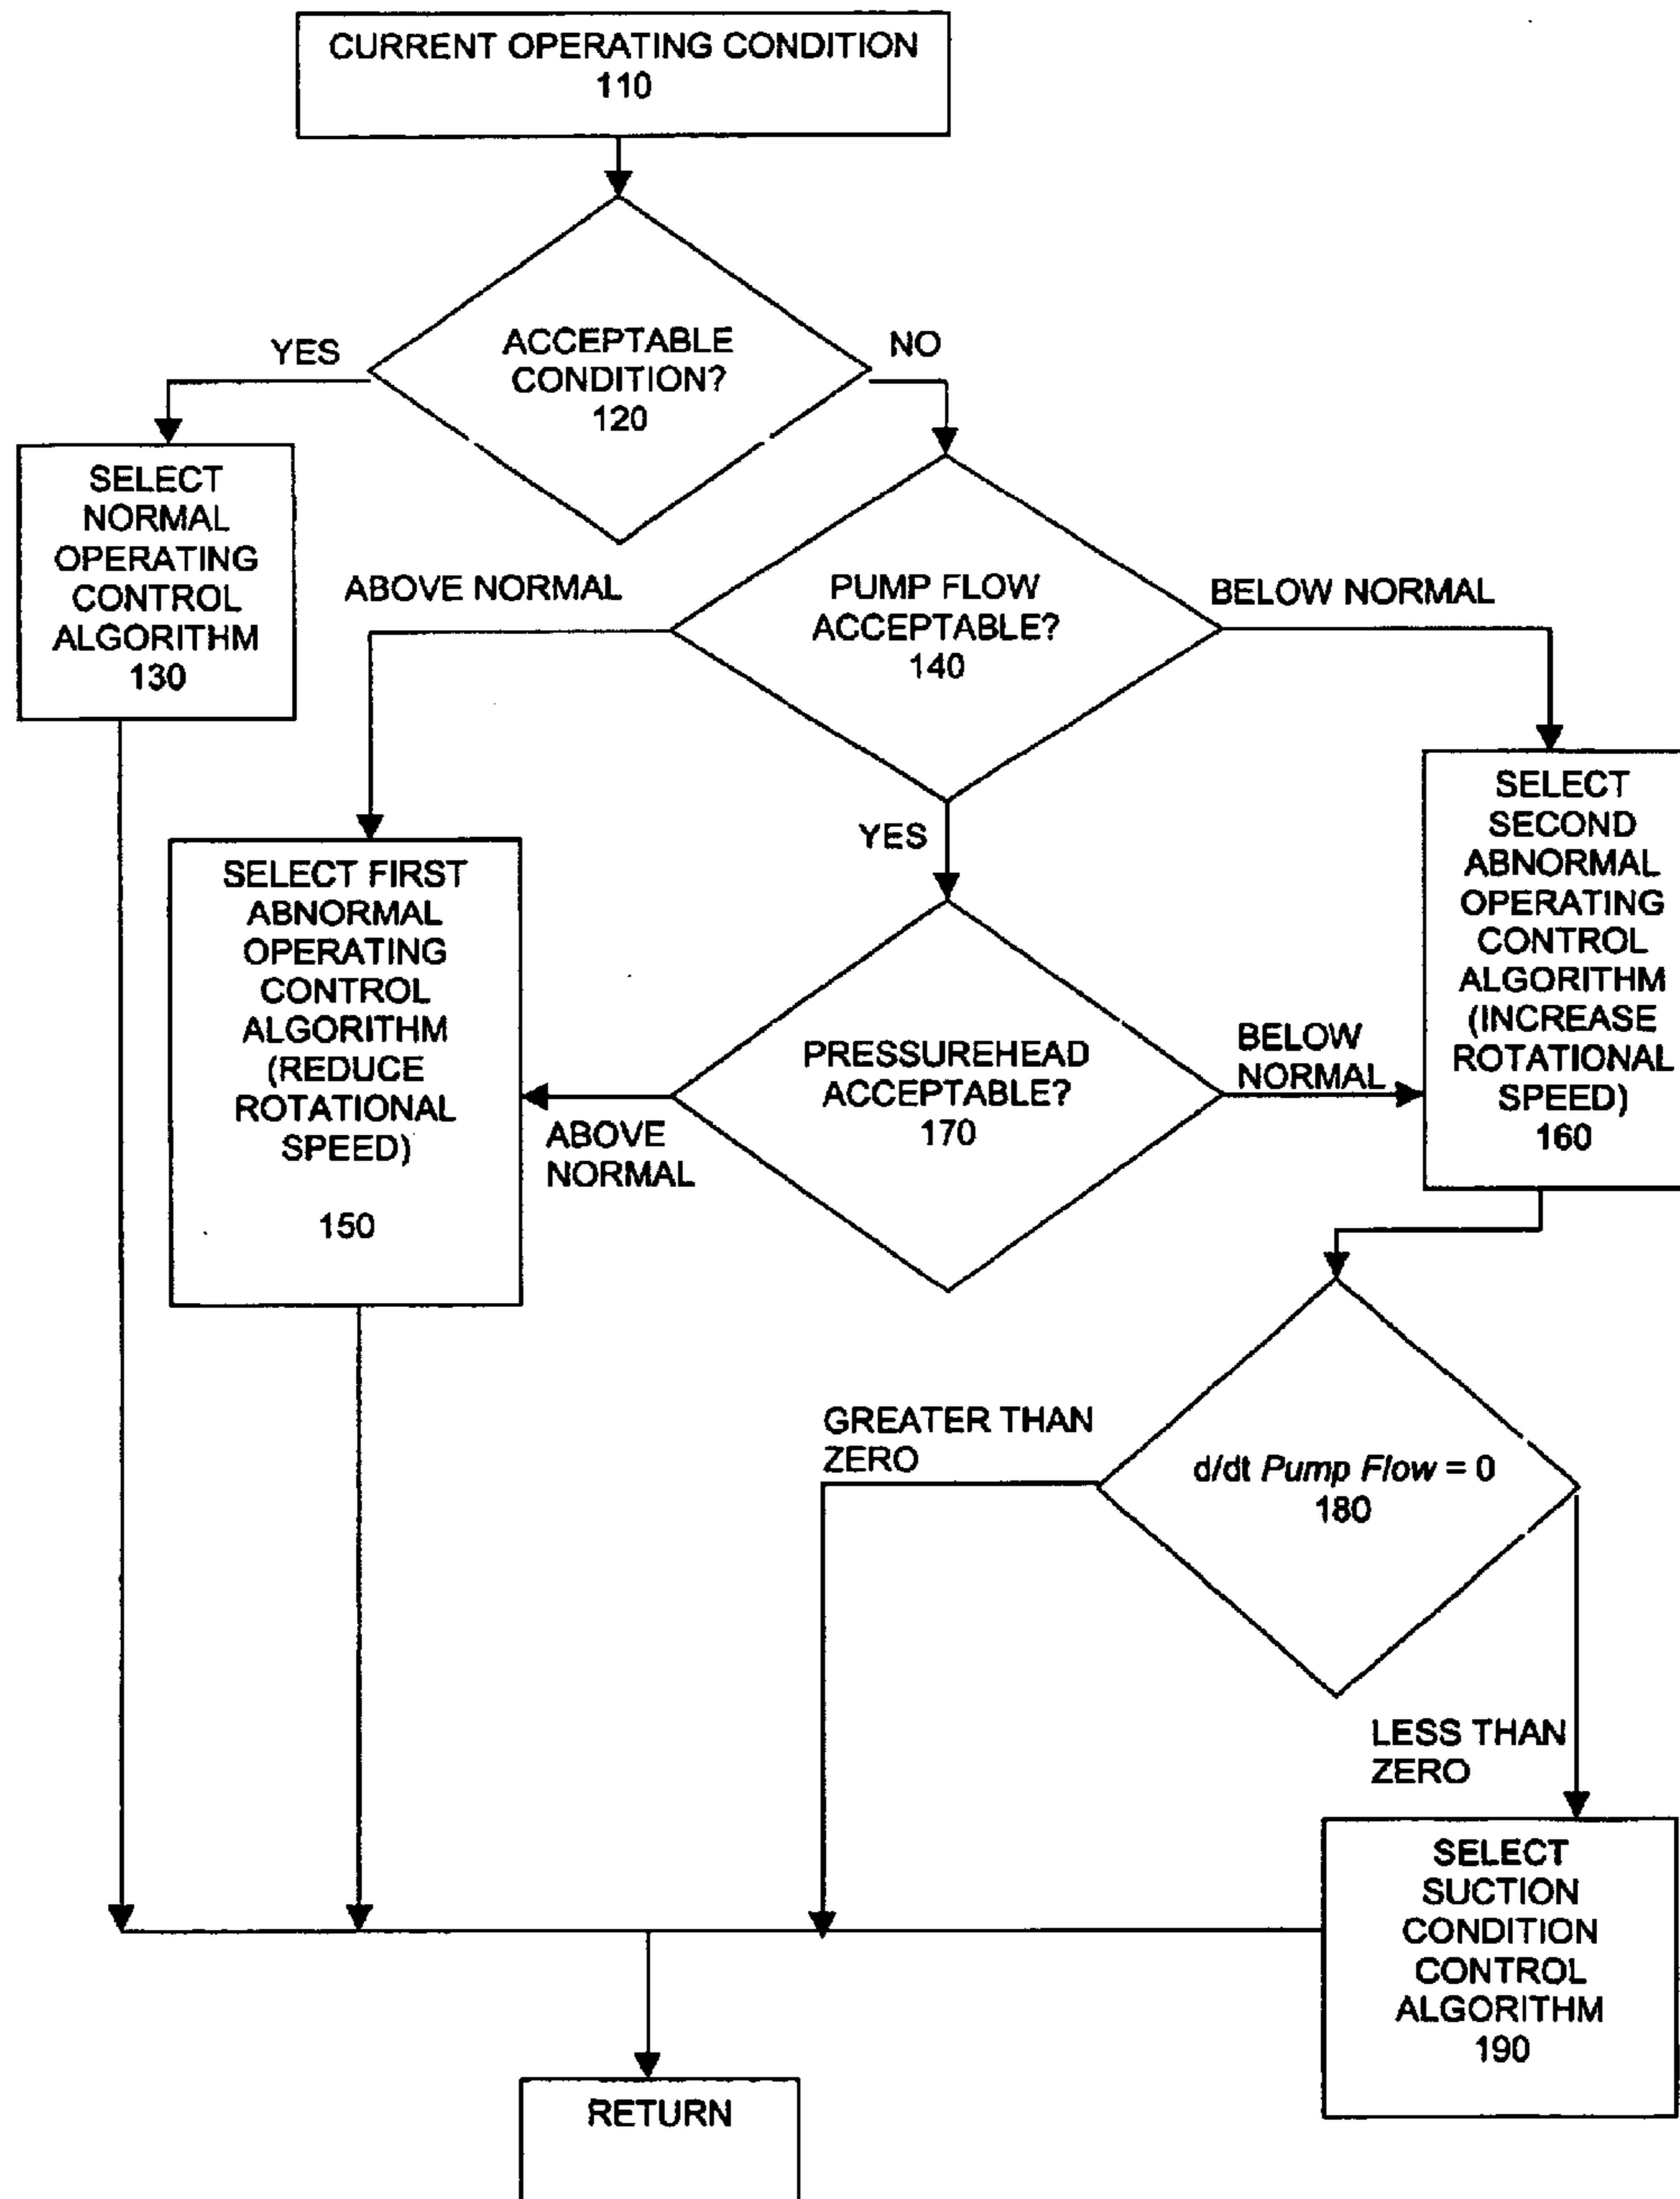 CURRENT OPERATING CONDITION
110
ACCEPTABLE
CONDITION?
120
YES
NO
SELECT
NORMAL
OPERATING
CONTROL
ALGORITHM
130
PUMP FLOW
ACCEPTABLE?
140
ABOVE NORMAL
BELOW NORMAL
YES
SELECT FIRST
ABNORMAL
OPERATING
CONTROL
ALGORITHM
(REDUCE
ROTATIONAL
SPEED)
150
SELECT
SECOND
ABNORMAL
OPERATING
CONTROL
ALGORITHM
(INCREASE
ROTATIONAL
SPEED)
160
PRESSUREHEAD
ACCEPTABLE?
170
ABOVE
NORMAL
BELOW
NORMAL
d/dt Pump Flow = 0
180
GREATER THAN
ZERO
LESS THAN
ZERO
SELECT
SUCTION
CONDITION
CONTROL
ALGORITHM
190
RETURN